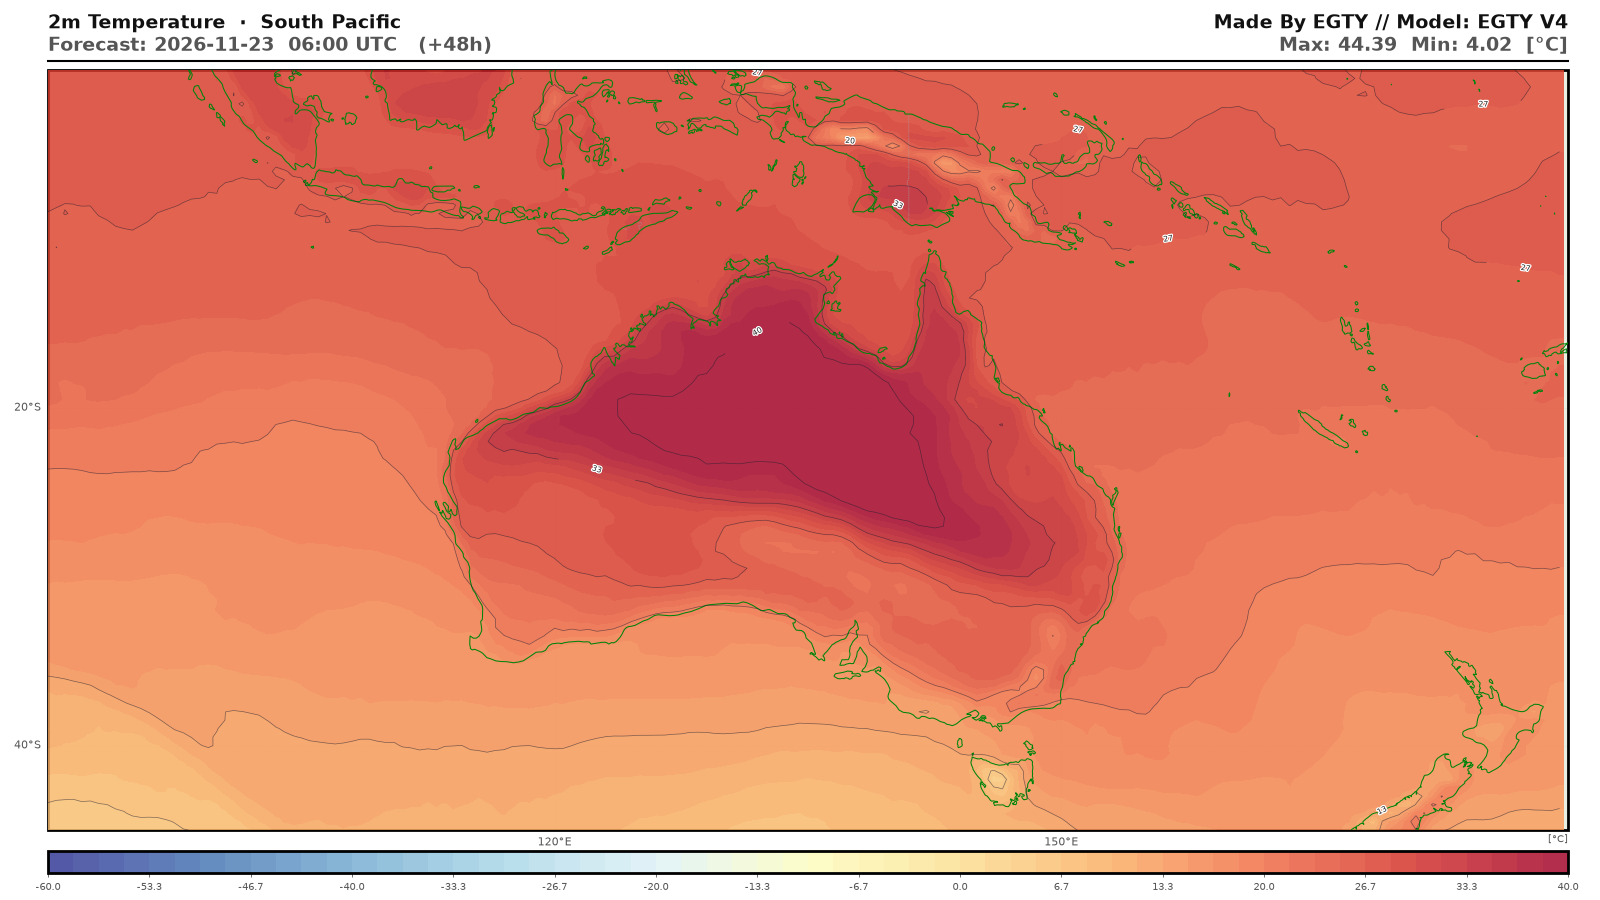 2m Temperature · South Pacific
Made By EGTY // Model: EGTY V4
Forecast: 2026-11-23 06:00 UTC (+48h)
Max: 44.39 Min: 4.02 [°C]
27
27
27
20
33
27
27
40
20°S
33
40°S
13
120°E
150°E
[°C]
-60.0
-53.3
-46.7
-40.0
-33.3
-26.7
-20.0
-13.3
-6.7
0.0
6.7
13.3
20.0
26.7
33.3
40.0